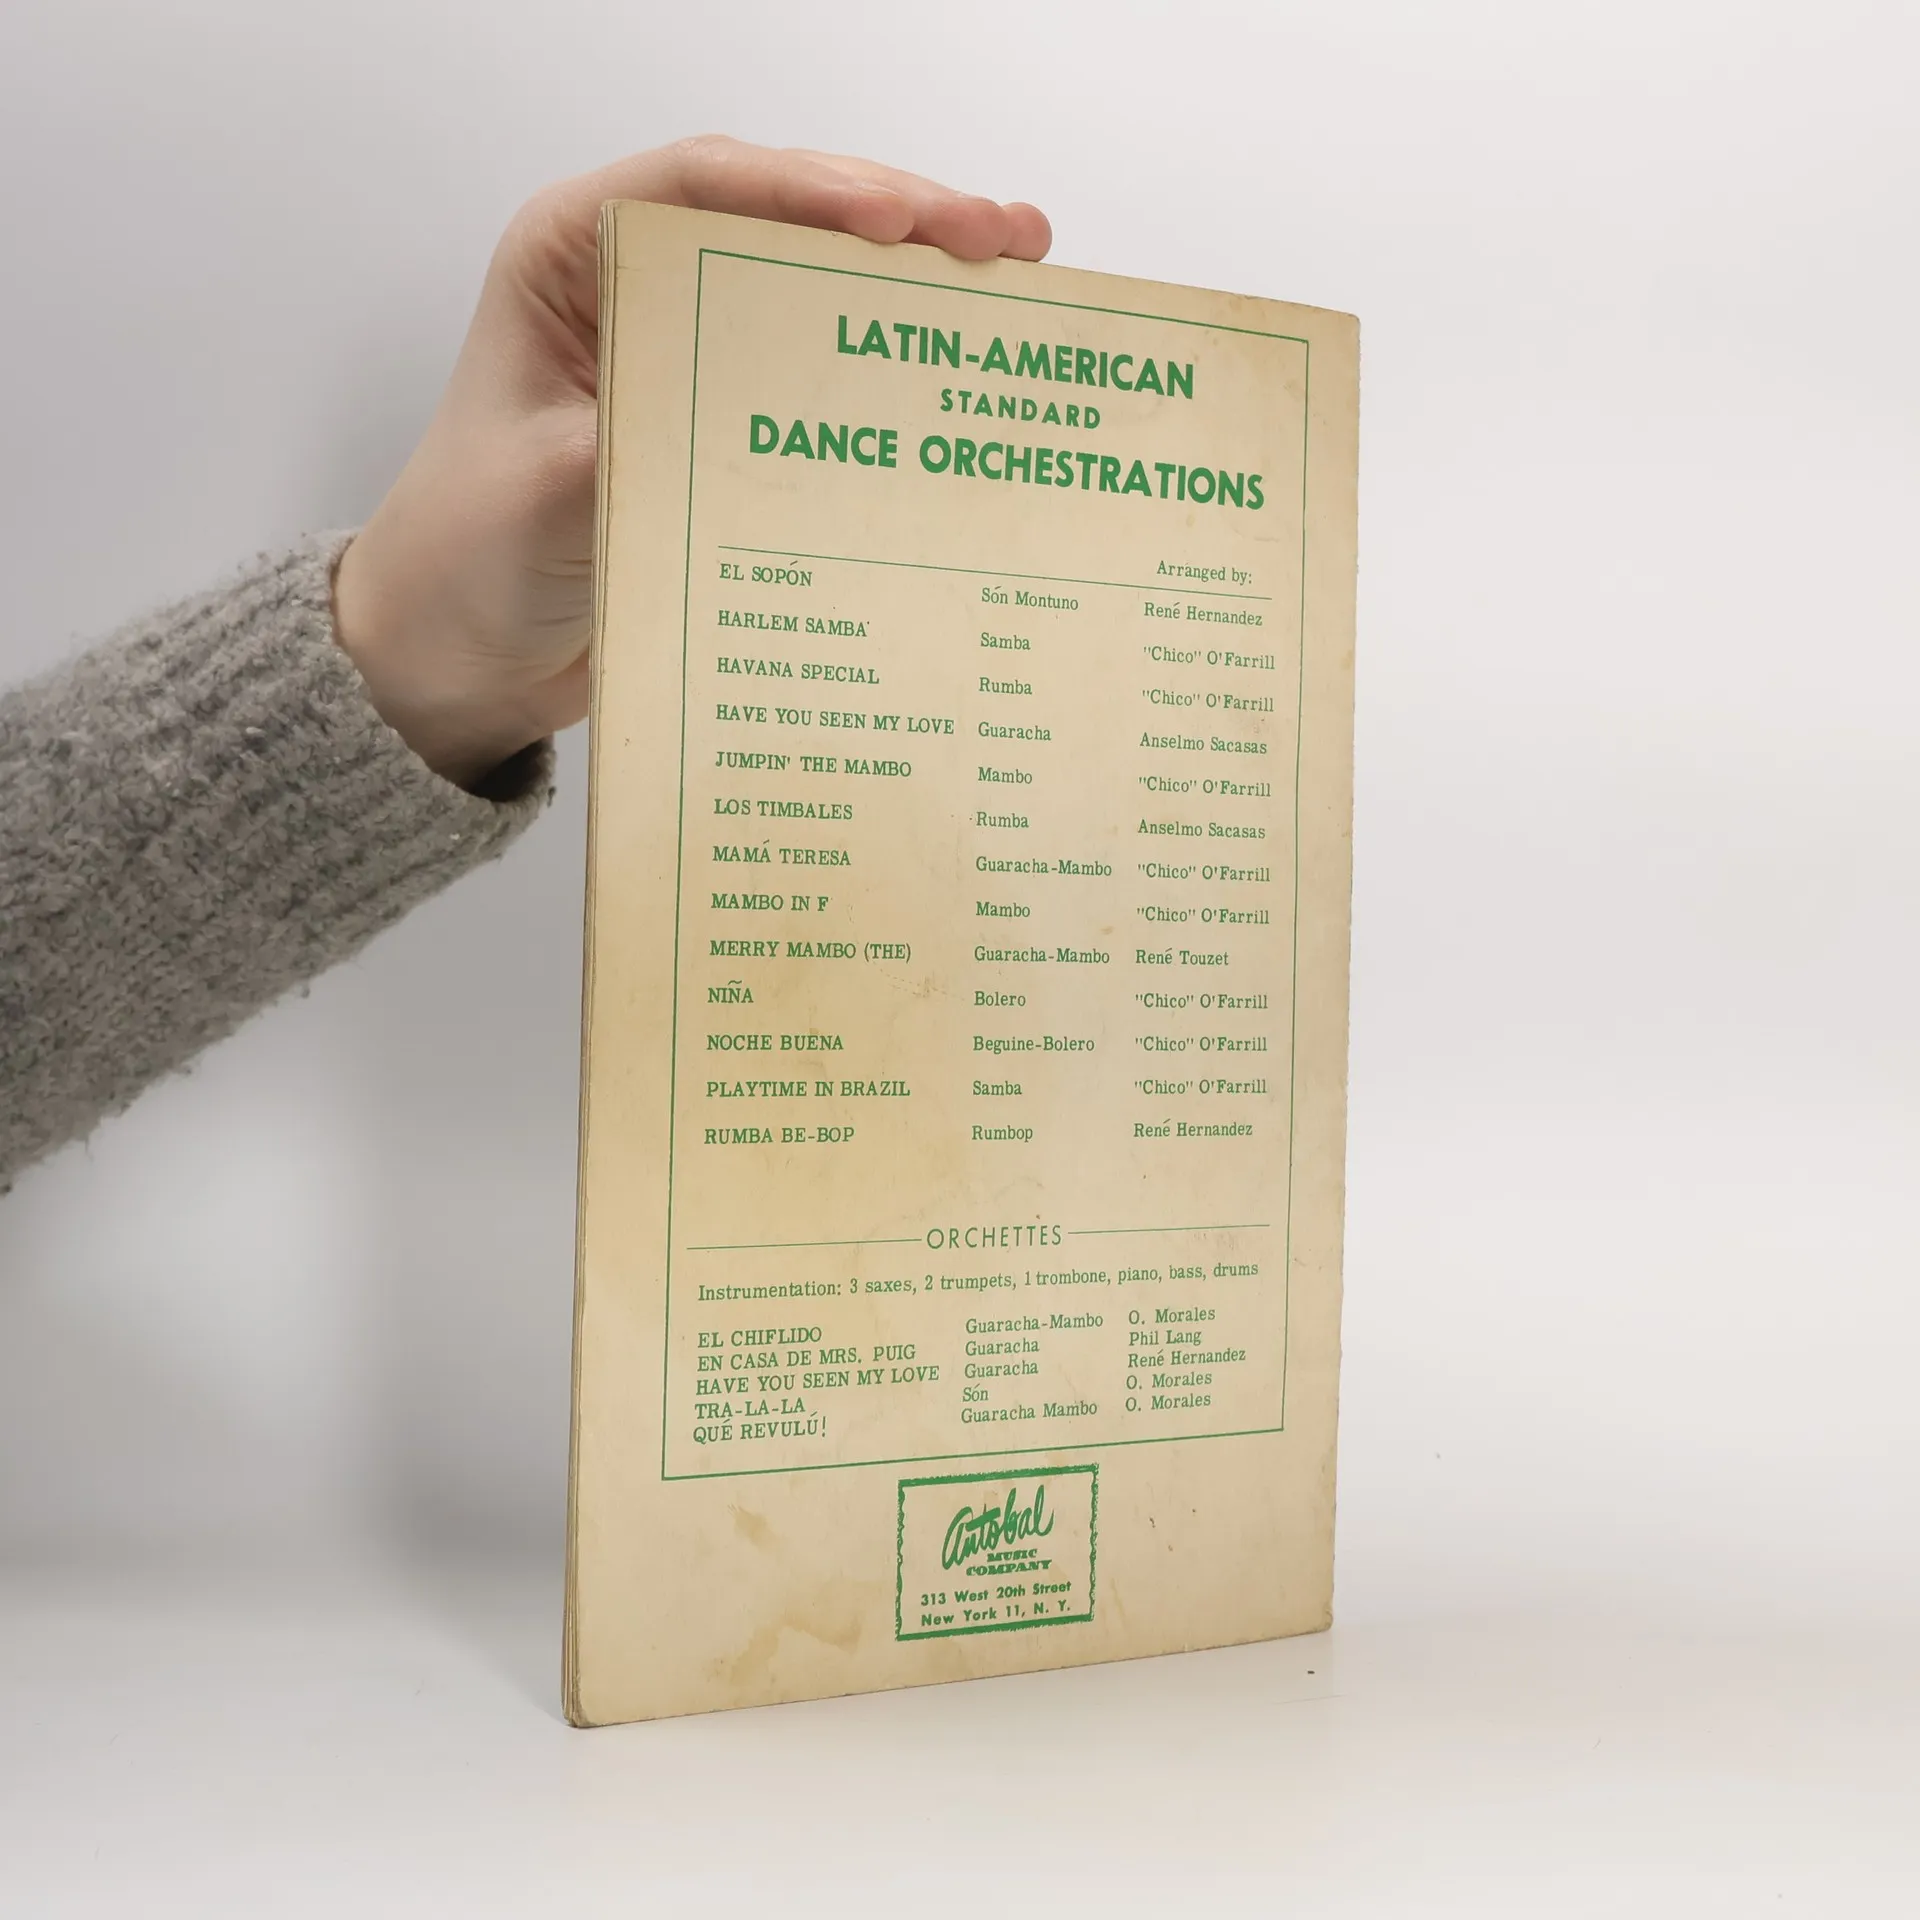 LATIN-AMERICAN
STANDARD
DANCE ORCHESTRATIONS
Arranged by:
EL SOPÓN Són Montuno René Hernandez
HARLEM SAMBA Samba "Chico" O'Farrill
HAVANA SPECIAL Rumba "Chico" O'Farrill
HAVE YOU SEEN MY LOVE Guaracha Anselmo Sacasas
JUMPIN' THE MAMBO Mambo "Chico" O'Farrill
LOS TIMBALES Rumba Anselmo Sacasas
MAMÁ TERESA Guaracha-Mambo "Chico" O'Farrill
MAMBO IN F Mambo "Chico" O'Farrill
MERRY MAMBO (THE) Guaracha-Mambo René Touzet
NIÑA Bolero "Chico" O'Farrill
NOCHE BUENA Beguine-Bolero "Chico" O'Farrill
PLAYTIME IN BRAZIL Samba "Chico" O'Farrill
RUMBA BE-BOP Rumbop René Hernandez
ORCHETTES
Instrumentation: 3 saxes, 2 trumpets, 1 trombone, piano, bass, drums
EL CHIFLIDO Guaracha-Mambo O. Morales
EN CASA DE MRS. PUIG Guaracha Phil Lang
HAVE YOU SEEN MY LOVE Guaracha René Hernandez
TRA-LA-LA Són O. Morales
QUÉ REVULÚ! Guaracha Mambo O. Morales
Antobal
MUSIC
COMPANY
313 West 20th Street
New York 11, N. Y.